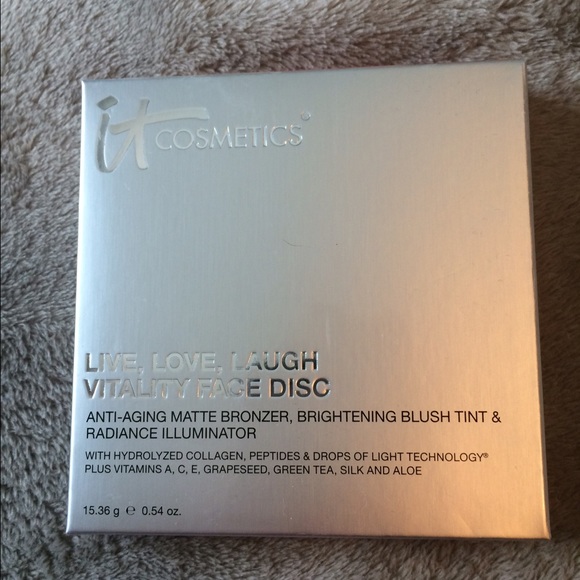 it COSMETICS®
LIVE, LOVE, LAUGH
VITALITY FACE DISC
ANTI-AGING MATTE BRONZER, BRIGHTENING BLUSH TINT &
RADIANCE ILLUMINATOR
WITH HYDROLYZED COLLAGEN, PEPTIDES & DROPS OF LIGHT TECHNOLOGY®
PLUS VITAMINS A, C, E, GRAPESEED, GREEN TEA, SILK AND ALOE
15.36 g ℮ 0.54 oz.